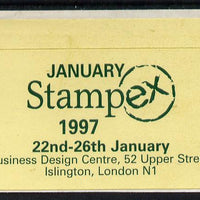 JANUARY
Stampex
1997
22nd-26th January
usiness Design Centre, 52 Upper Stre
Islington, London N1